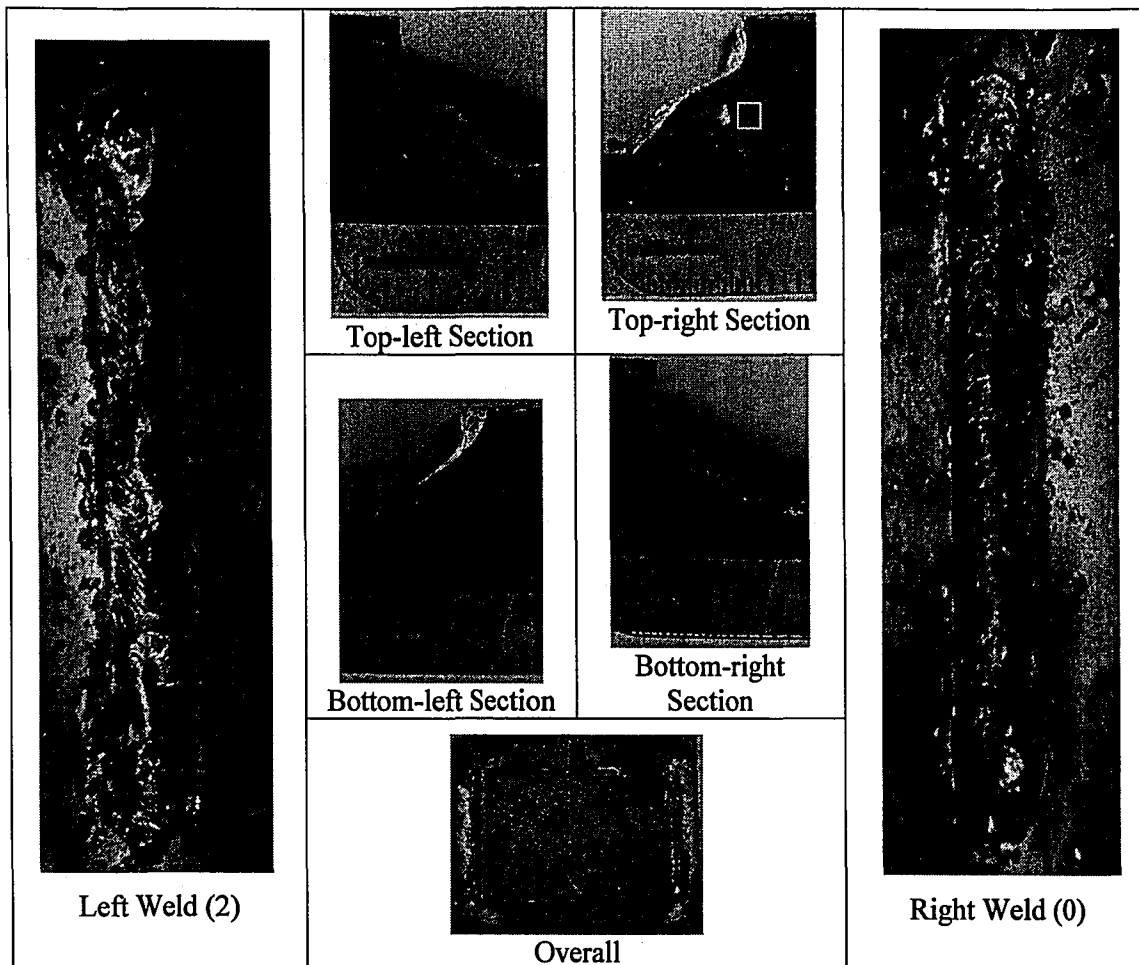 Top-left Section
Top-right Section
Bottom-left Section
Bottom-right
Section
Left Weld (2)
Overall
Right Weld (0)